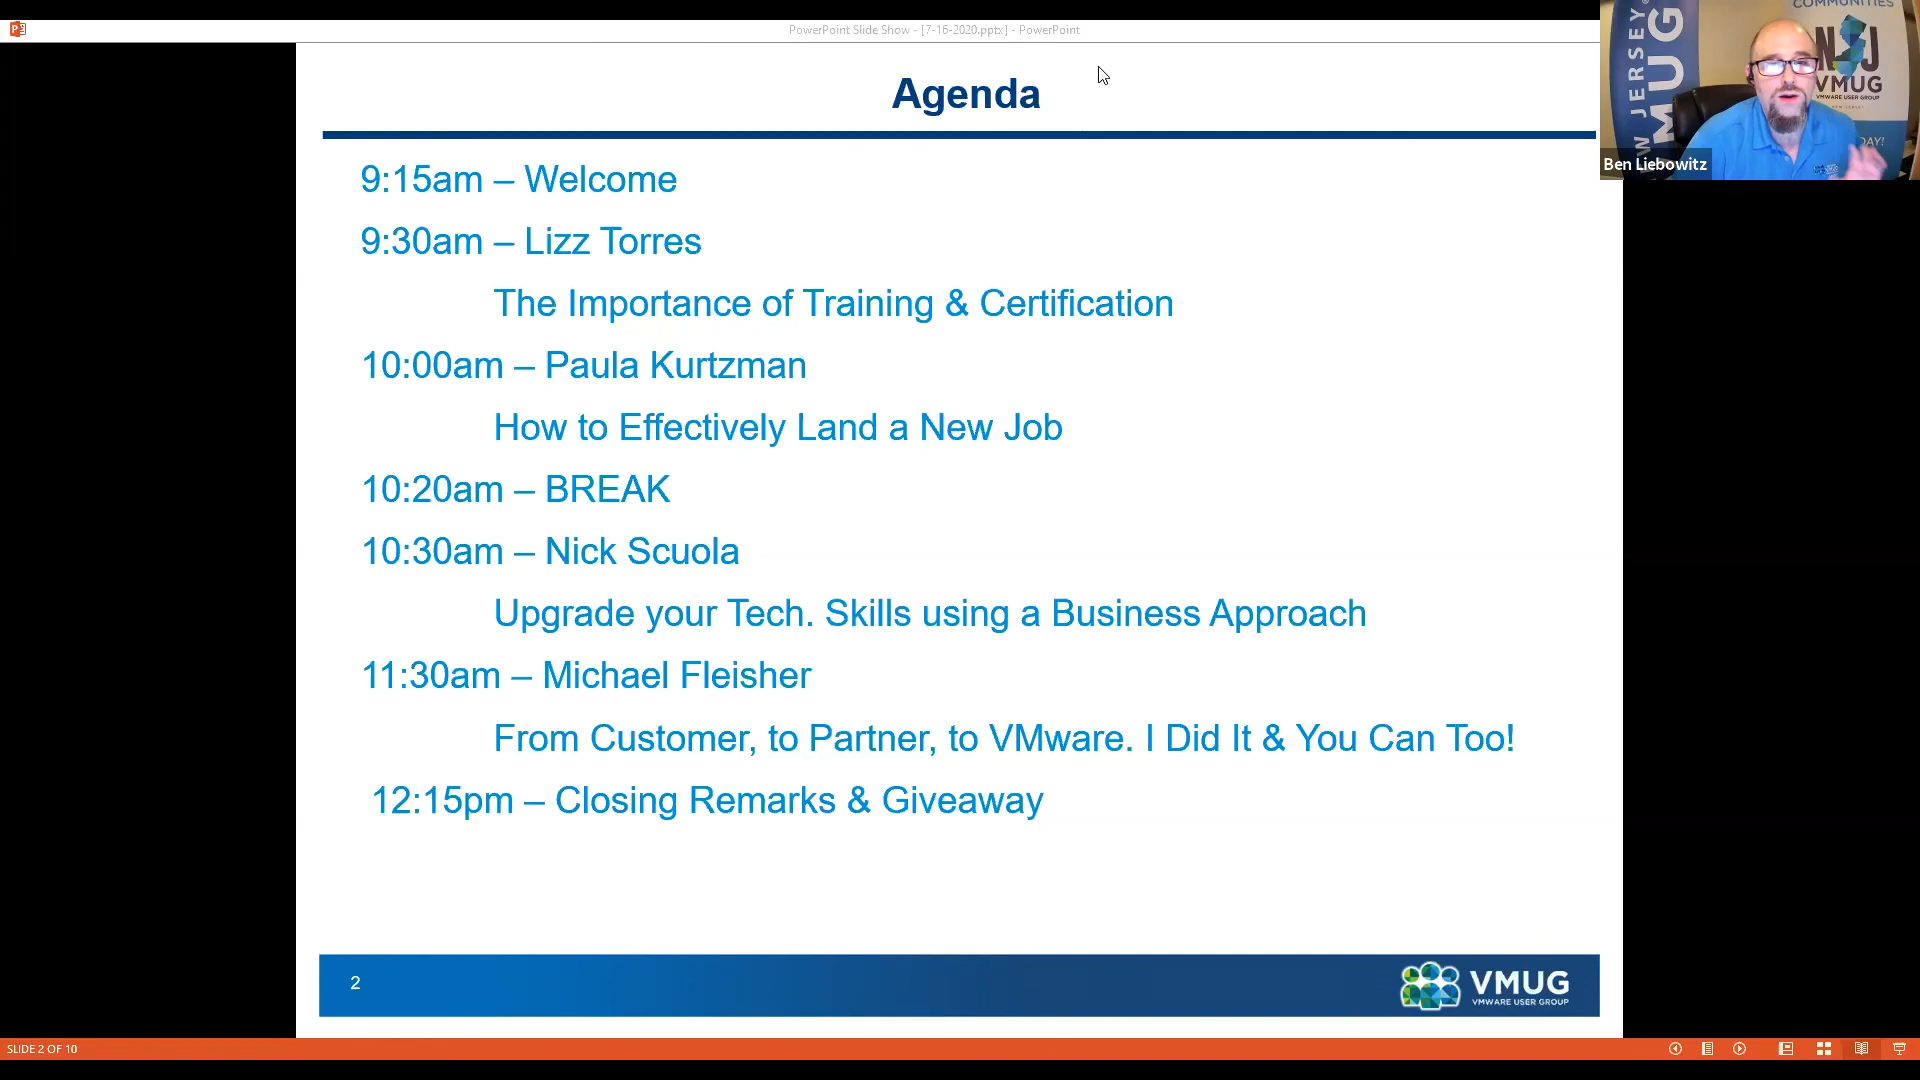 PowerPoint Slide Show - [7-16-2020.pptx] - PowerPoint
Agenda
9:15am – Welcome
9:30am – Lizz Torres
The Importance of Training & Certification
10:00am – Paula Kurtzman
How to Effectively Land a New Job
10:20am – BREAK
10:30am – Nick Scuola
Upgrade your Tech. Skills using a Business Approach
11:30am – Michael Fleisher
From Customer, to Partner, to VMware. I Did It & You Can Too!
12:15pm – Closing Remarks & Giveaway
2
VMUG
VMWARE USER GROUP
SLIDE 2 OF 10
COMMUNITIES
JERSEY
VMUG
VMWARE USER GROUP
DAY!
Ben Liebowitz